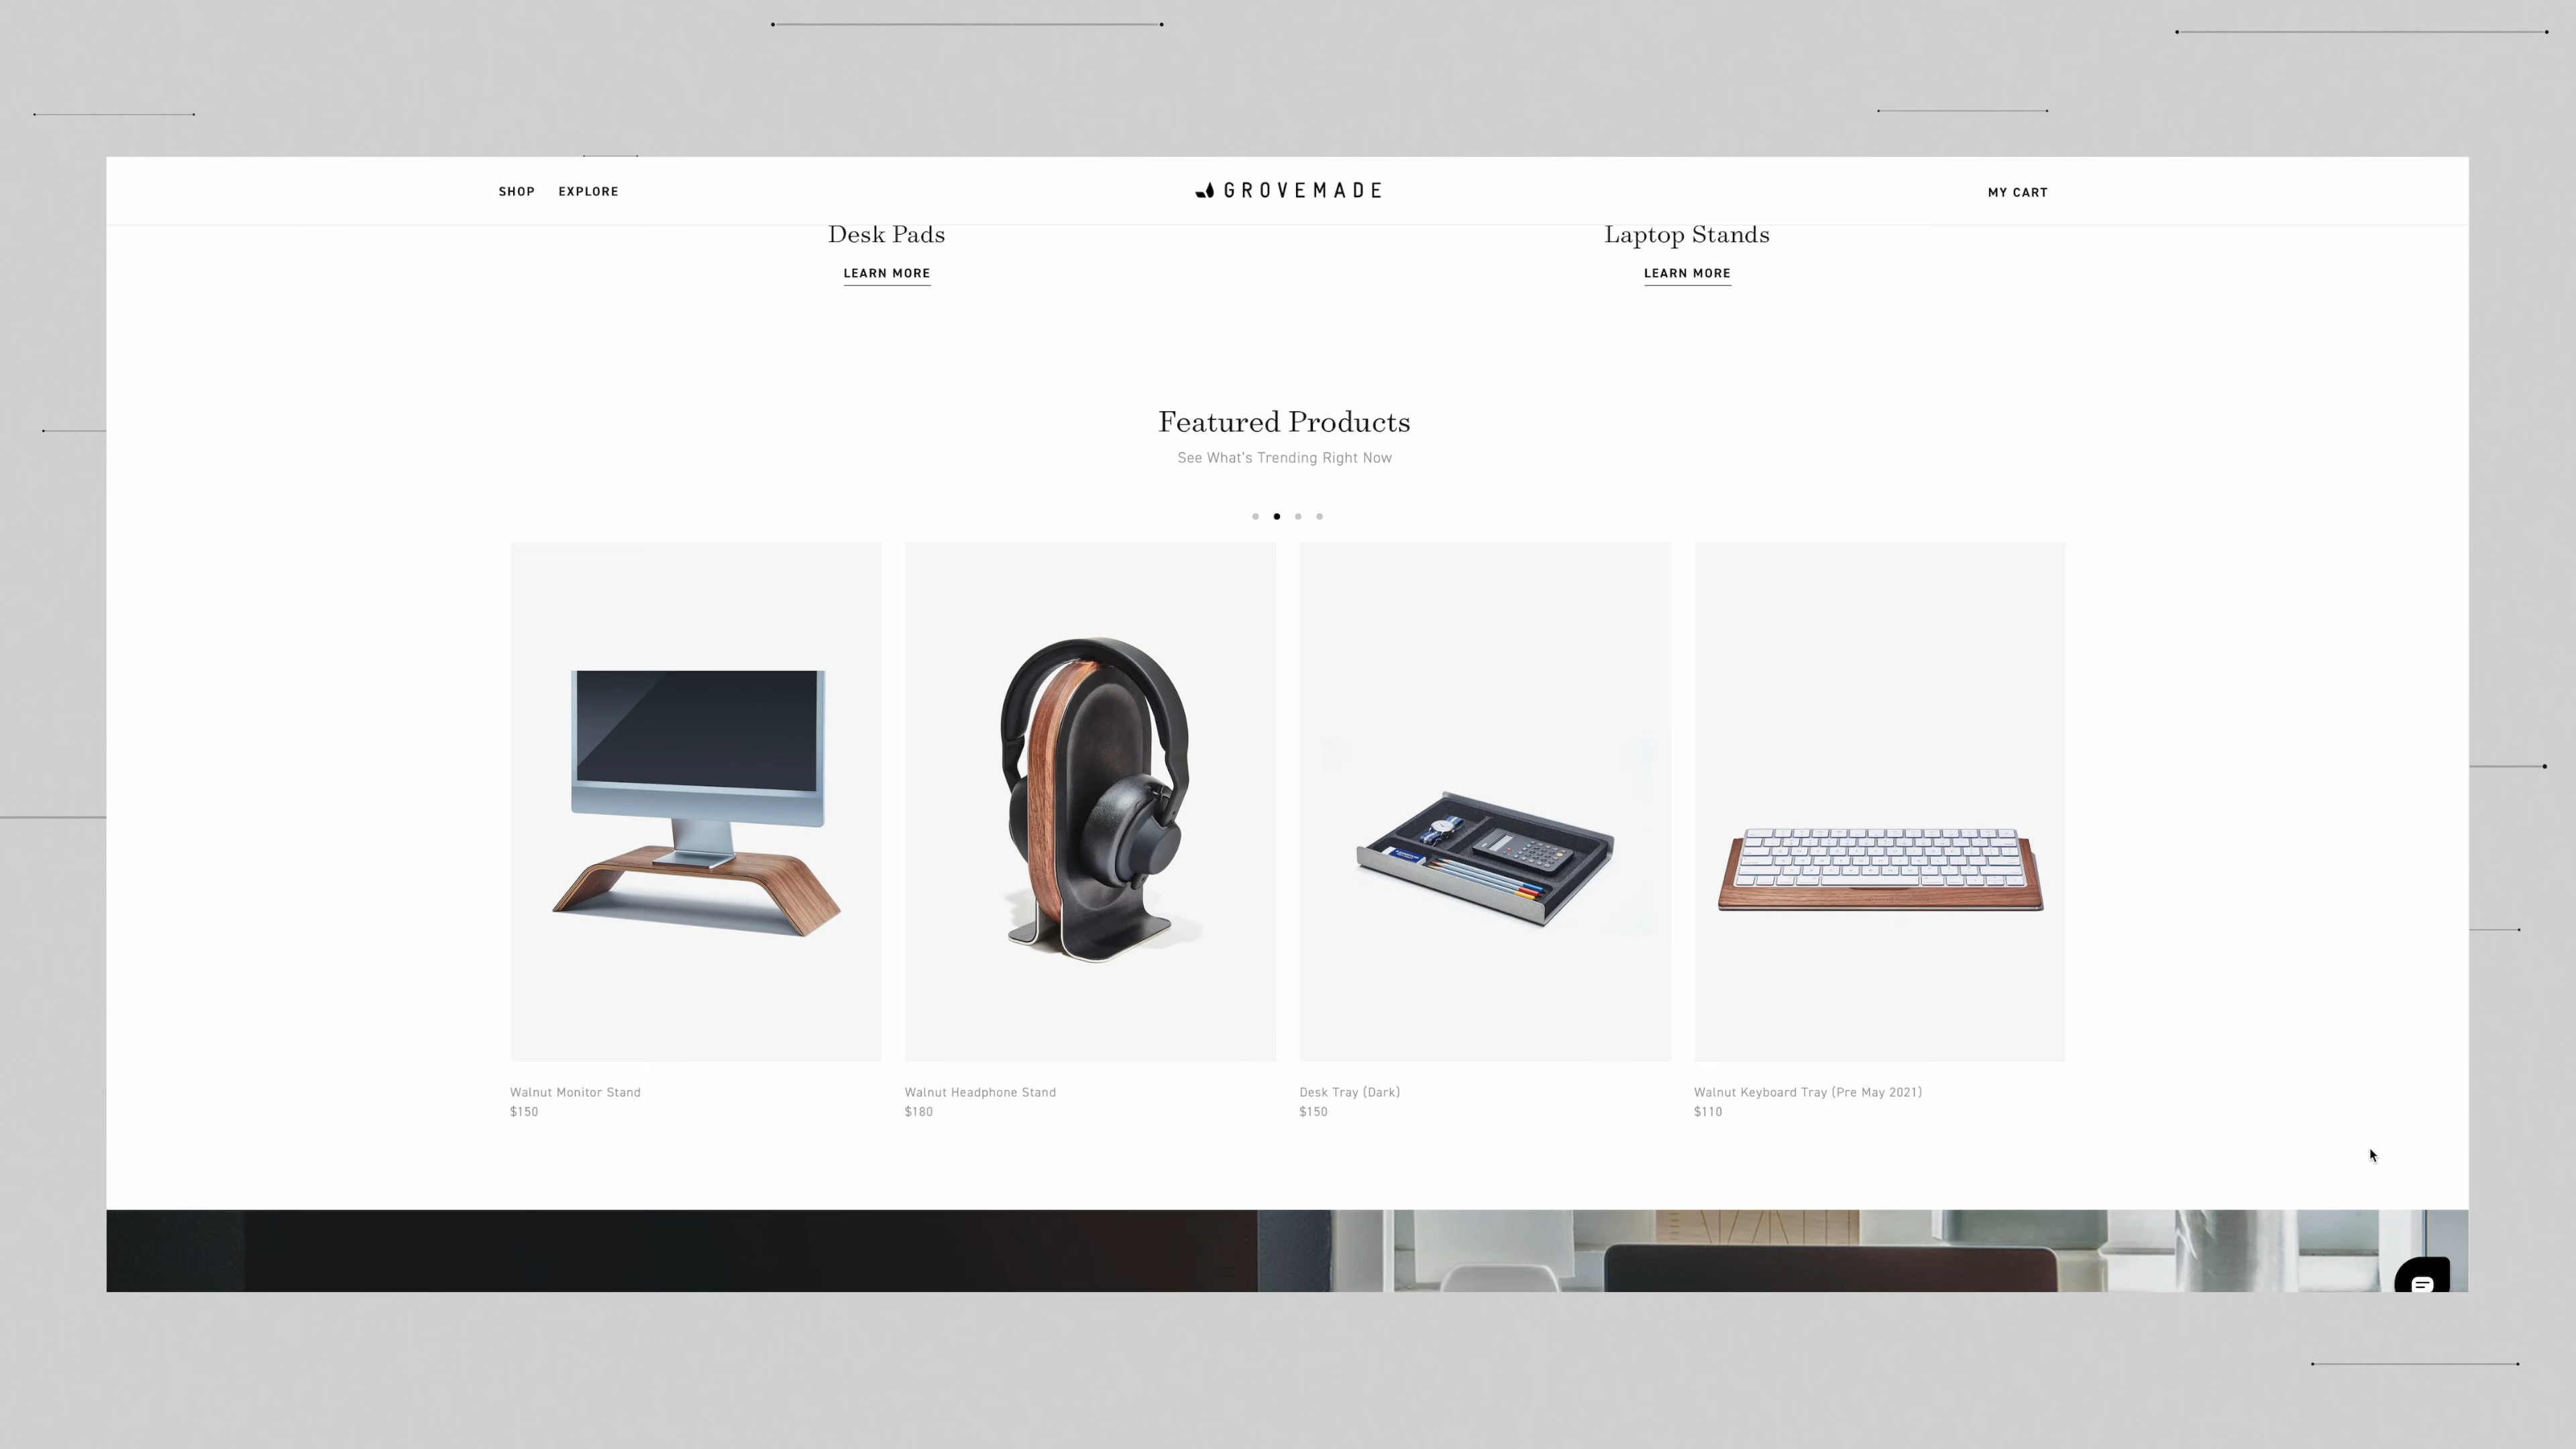 SHOP EXPLORE GROVEMADE MY CART
Desk Pads Laptop Stands
LEARN MORE LEARN MORE
Featured Products
See What's Trending Right Now
Walnut Monitor Stand
$150
Walnut Headphone Stand
$180
Desk Tray (Dark)
$150
Walnut Keyboard Tray (Pre May 2021)
$110